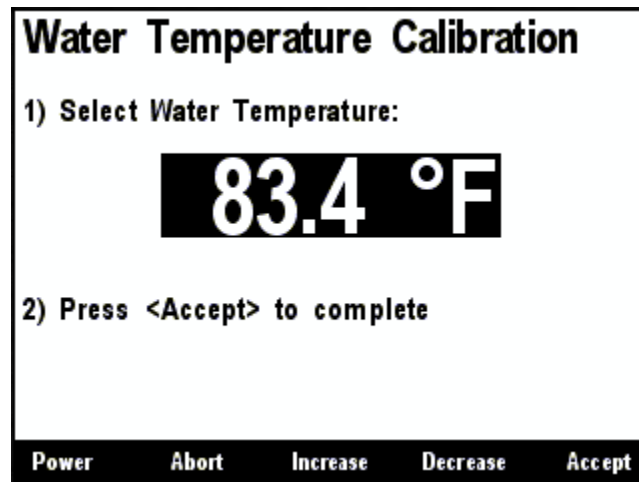 Water Temperature Calibration
1) Select Water Temperature:
83.4 °F
2) Press <Accept> to complete
Power Abort Increase Decrease Accept